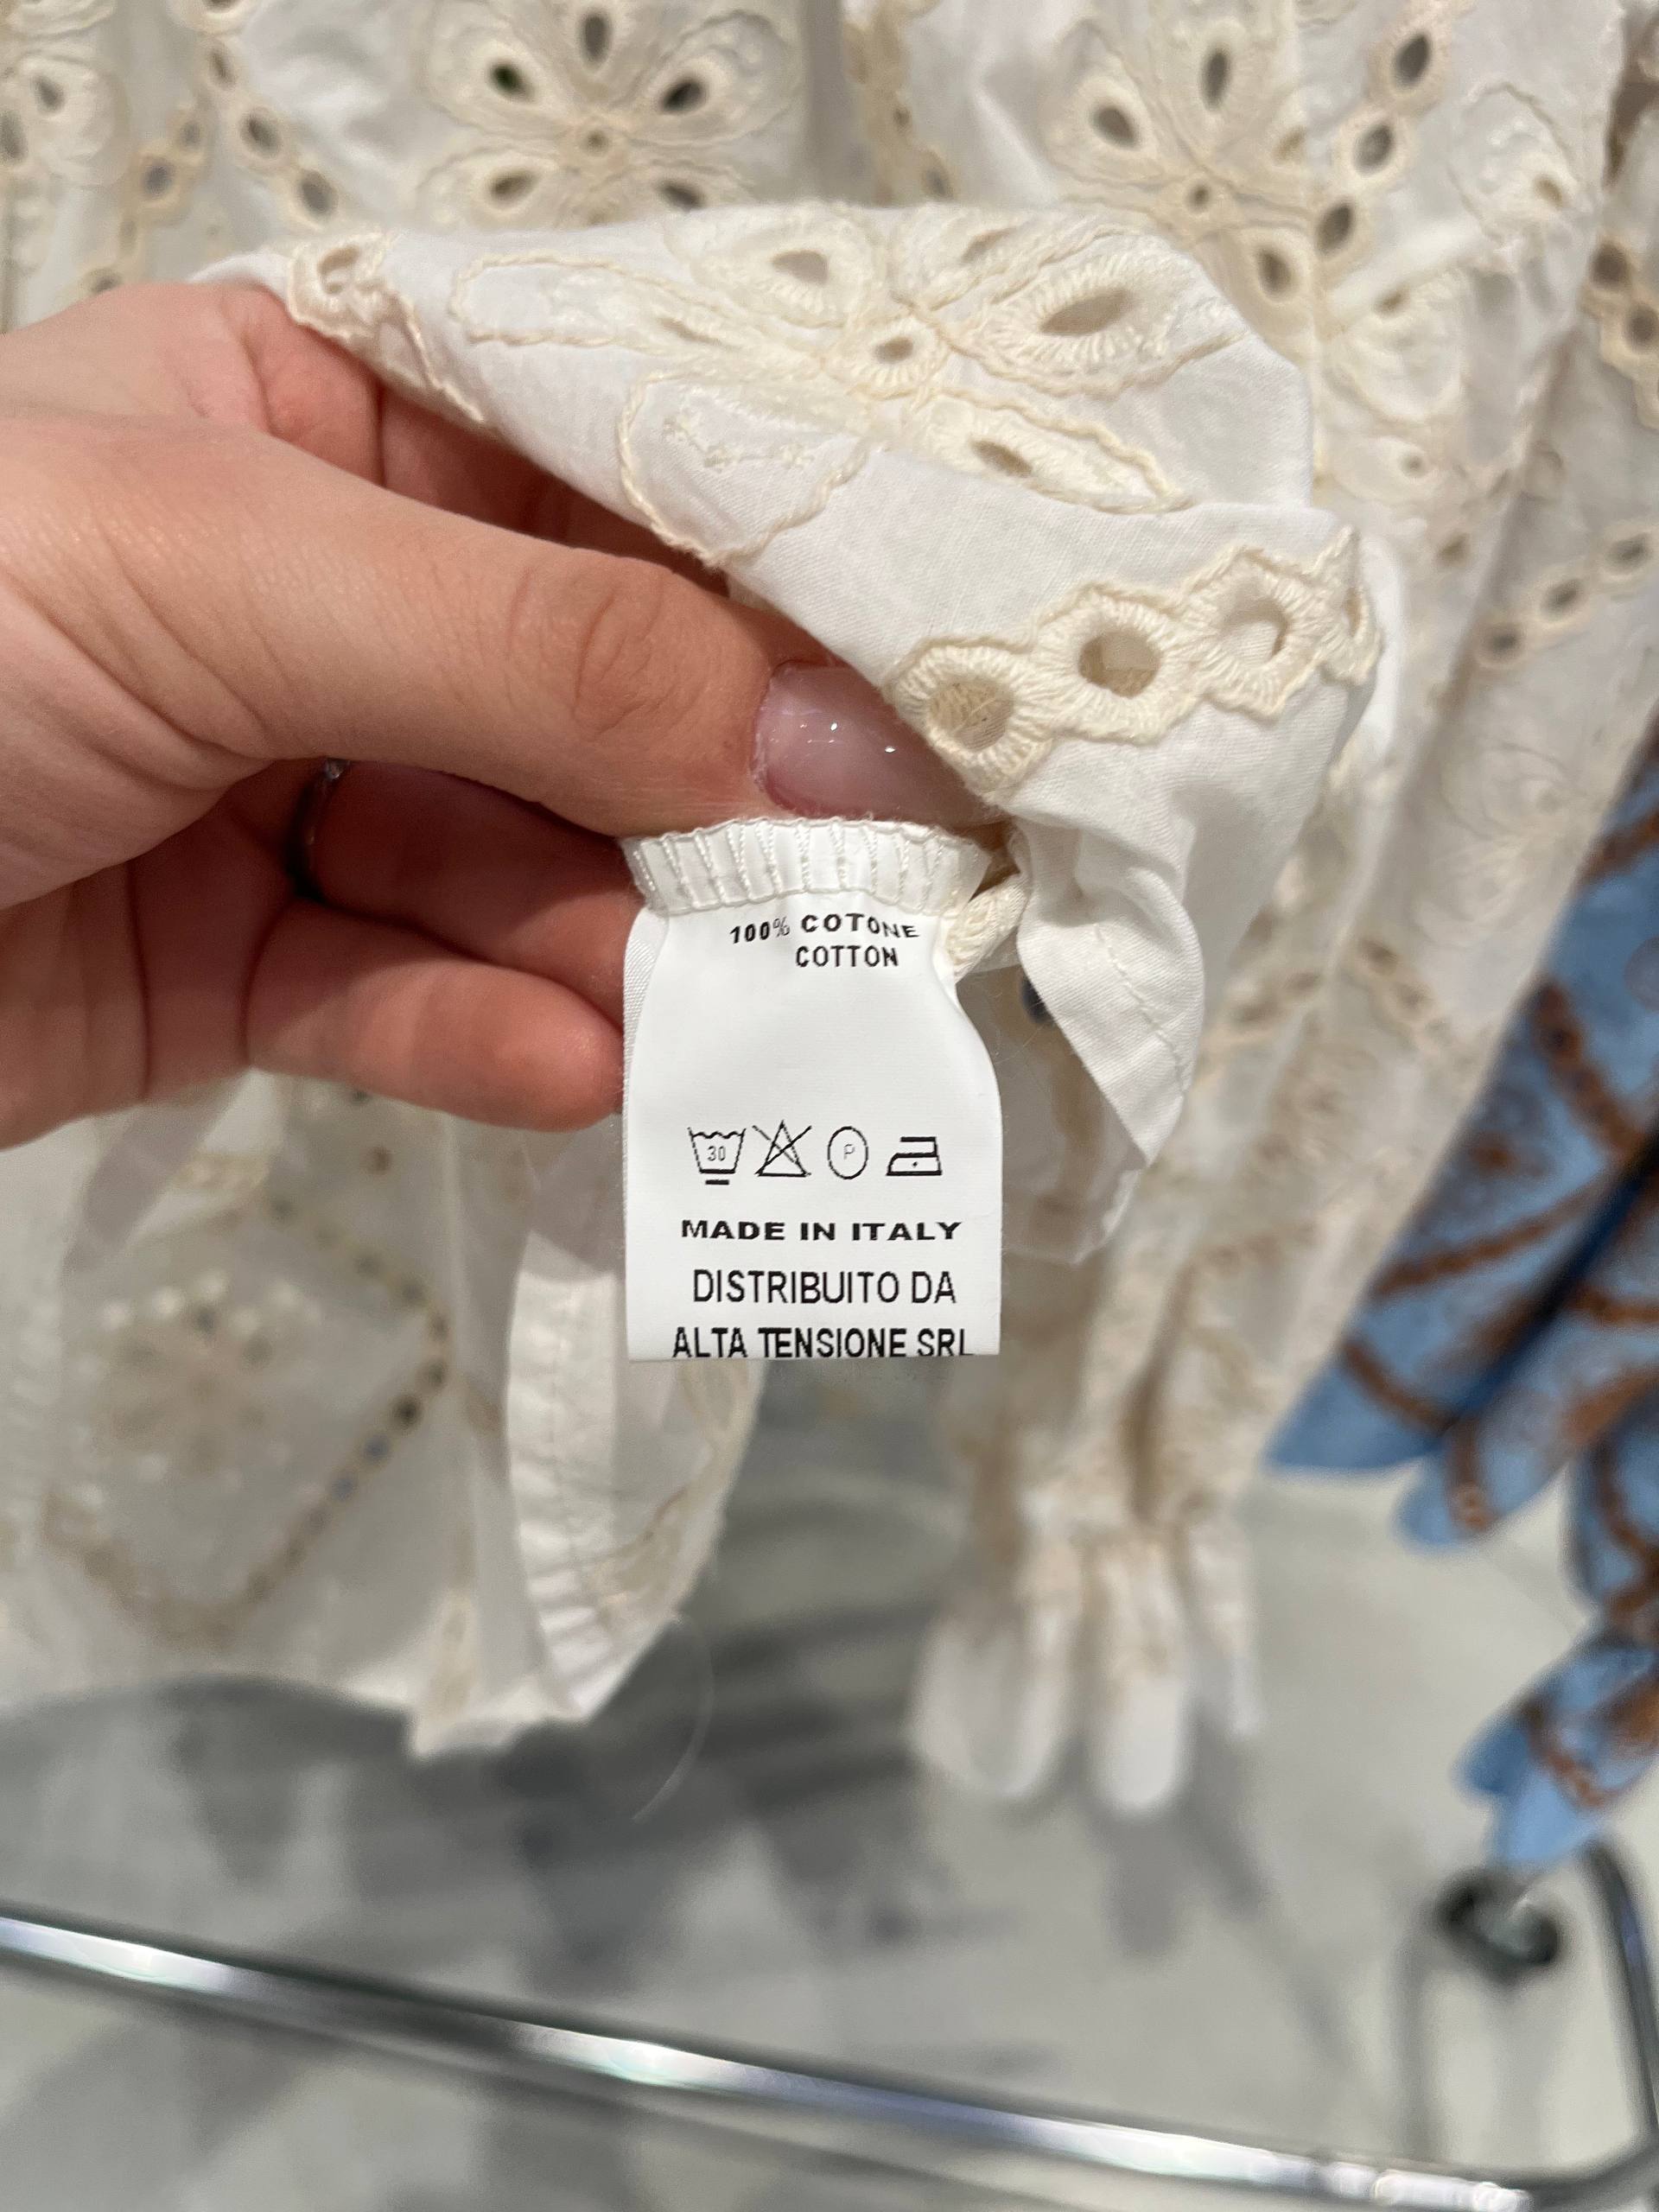 100% COTONE
COTTON
30 P
MADE IN ITALY
DISTRIBUITO DA
ALTA TENSIONE SRL